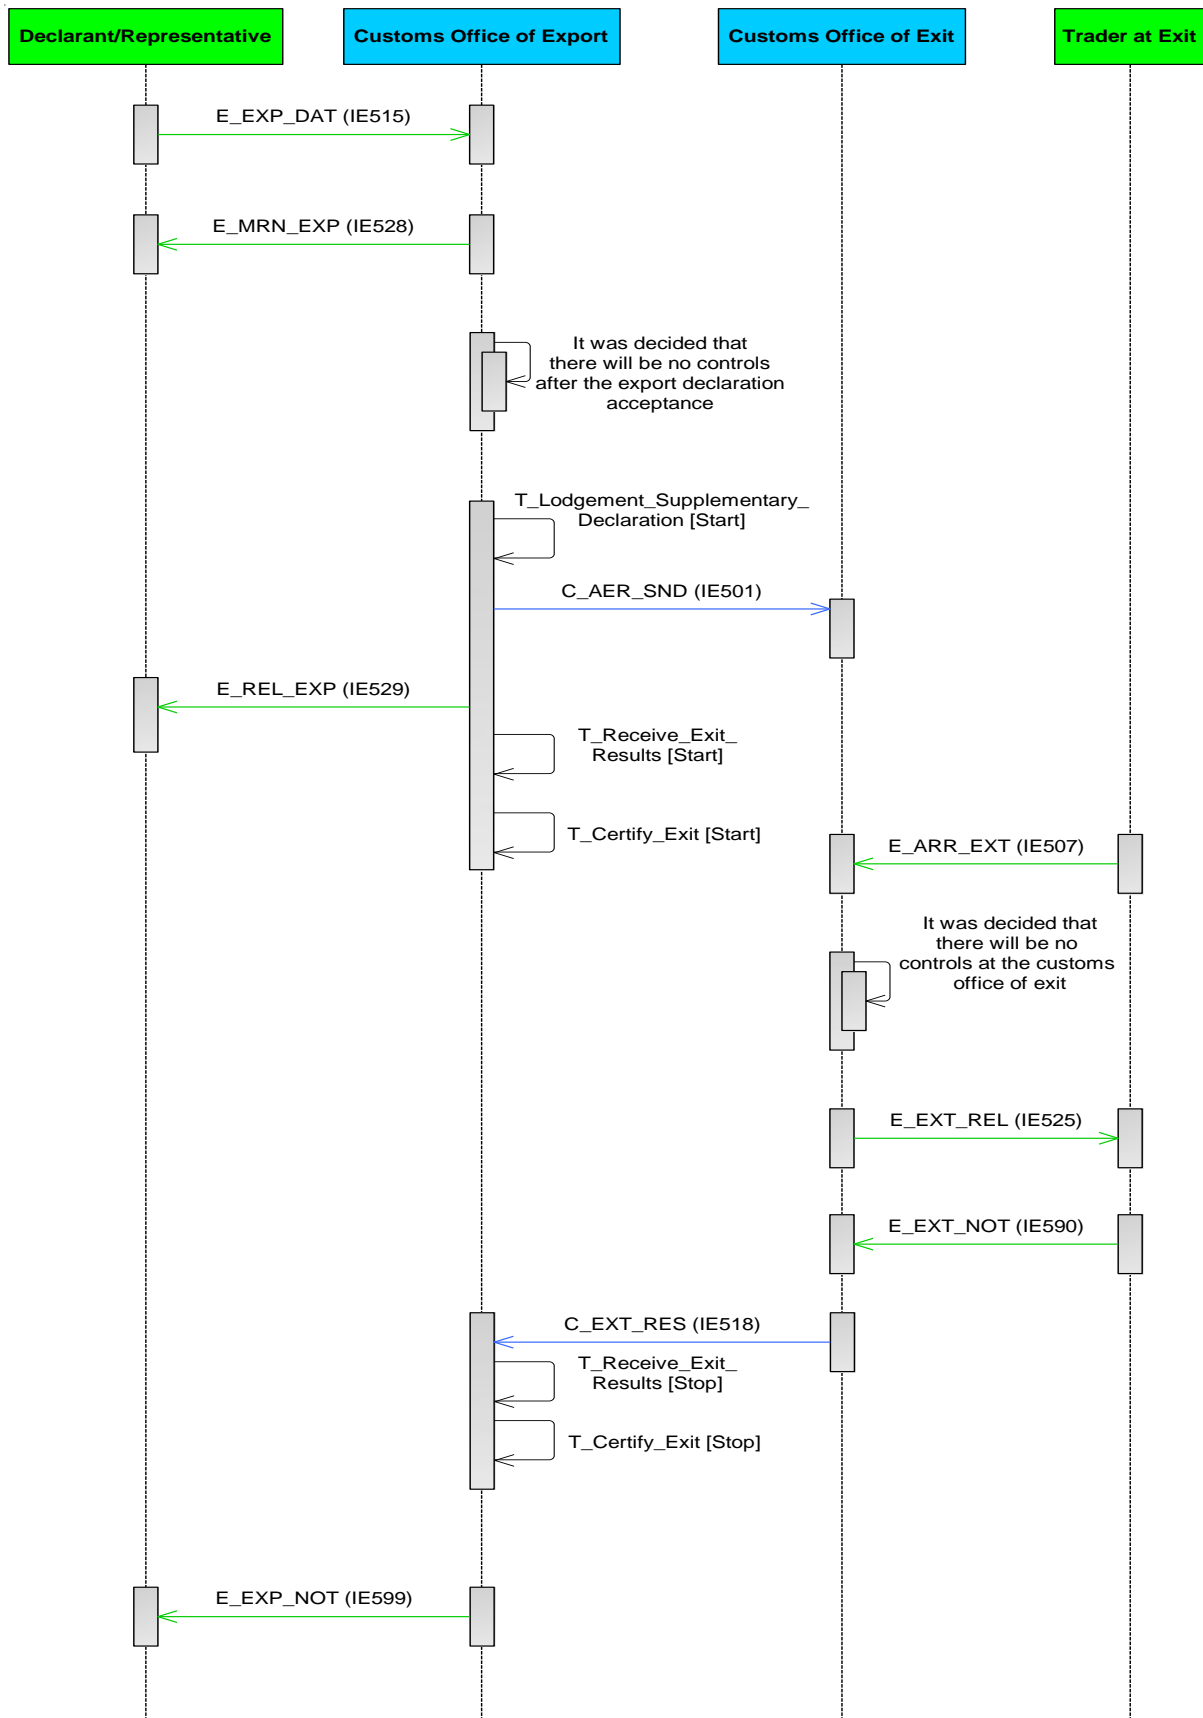 Declarant/Representative
Customs Office of Export
Customs Office of Exit
Trader at Exit
E_EXP_DAT (IE515)
E_MRN_EXP (IE528)
It was decided that
there will be no controls
after the export declaration
acceptance
T_Lodgement_Supplementary_
Declaration [Start]
C_AER_SND (IE501)
E_REL_EXP (IE529)
T_Receive_Exit_
Results [Start]
T_Certify_Exit [Start]
E_ARR_EXT (IE507)
It was decided that
there will be no
controls at the customs
office of exit
E_EXT_REL (IE525)
E_EXT_NOT (IE590)
C_EXT_RES (IE518)
T_Receive_Exit_
Results [Stop]
T_Certify_Exit [Stop]
E_EXP_NOT (IE599)